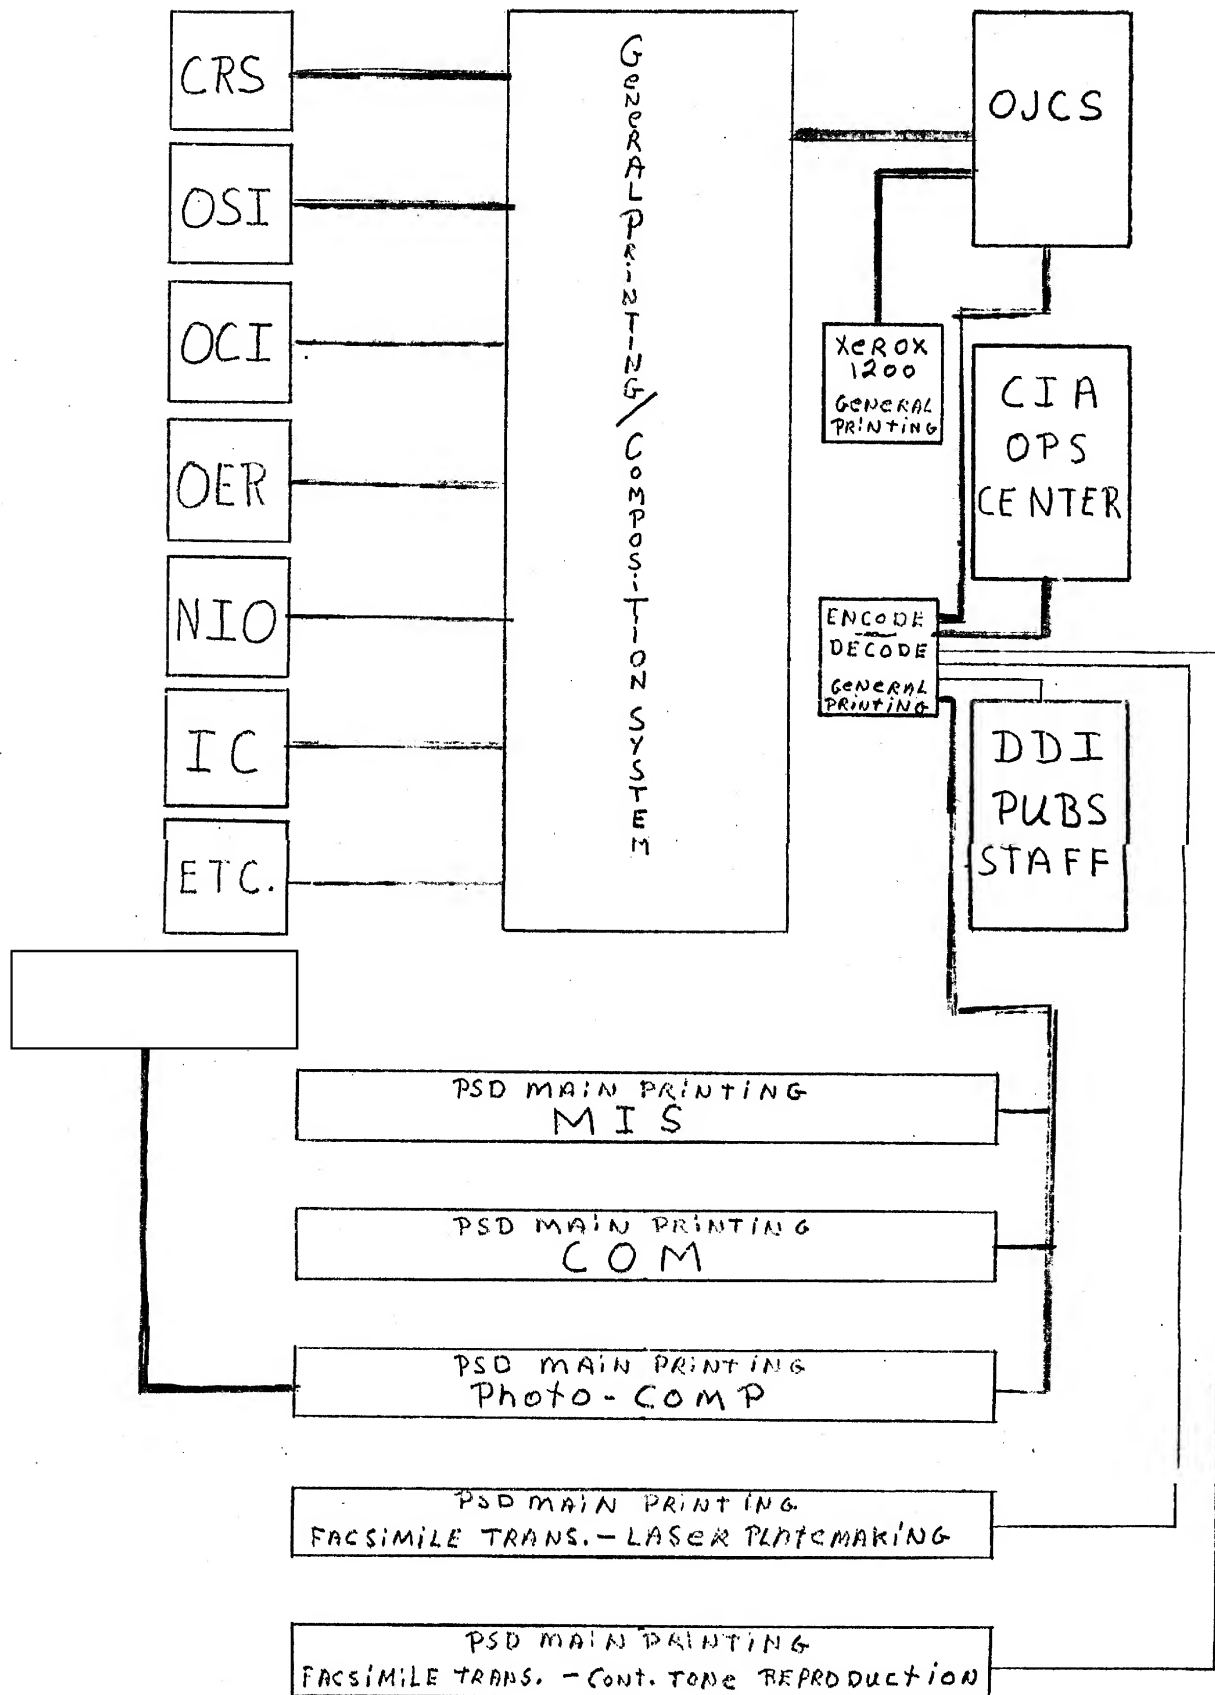 CRS
OSI
OCI
OER
NIO
IC
ETC.
GENERAL PRINTING/COMPOSITION SYSTEM
OJCS
XEROX
1200
GENERAL
PRINTING
CIA
OPS
CENTER
ENCODE
DECODE
GENERAL
PRINTING
DDI
PUBS
STAFF
PSD MAIN PRINTING
MIS
PSD MAIN PRINTING
COM
PSD MAIN PRINTING
Photo-COMP
PSD MAIN PRINTING
FACSIMILE TRANS. - LASER PLATEMAKING
PSD MAIN PRINTING
FACSIMILE TRANS. - CONT. TONE REPRODUCTION